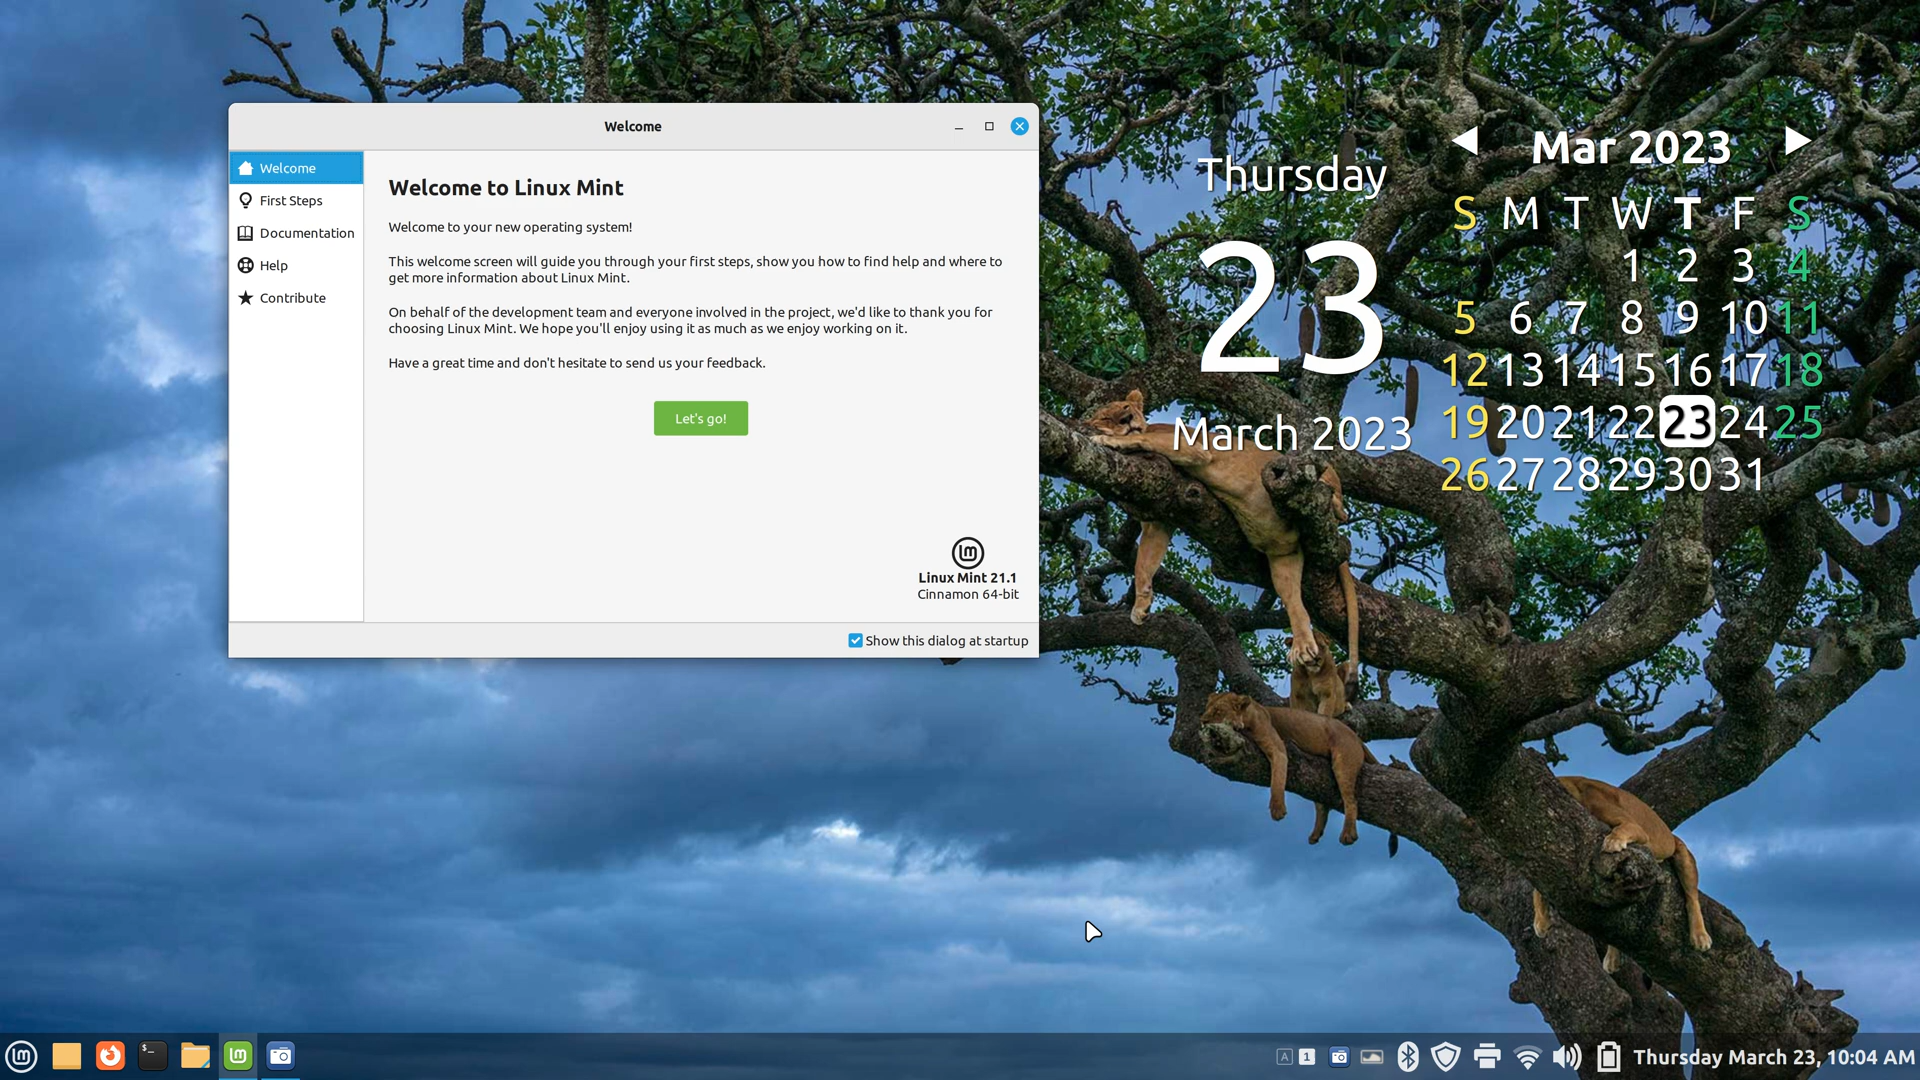 Welcome
Welcome
First Steps
Documentation
Help
Contribute
Welcome to Linux Mint
Welcome to your new operating system!
This welcome screen will guide you through your first steps, show you how to find help and where to
get more information about Linux Mint.
On behalf of the development team and everyone involved in the project, we'd like to thank you for
choosing Linux Mint. We hope you'll enjoy using it as much as we enjoy working on it.
Have a great time and don't hesitate to send us your feedback.
Let's go!
lm
Linux Mint 21.1
Cinnamon 64-bit
Show this dialog at startup
Thursday
23
March 2023
Mar 2023
S M T W T F S
1 2 3 4
5 6 7 8 9 10 11
12 13 14 15 16 17 18
19 20 21 22 23 24 25
26 27 28 29 30 31
lm
$_
lm
A 1
Thursday March 23, 10:04 AM